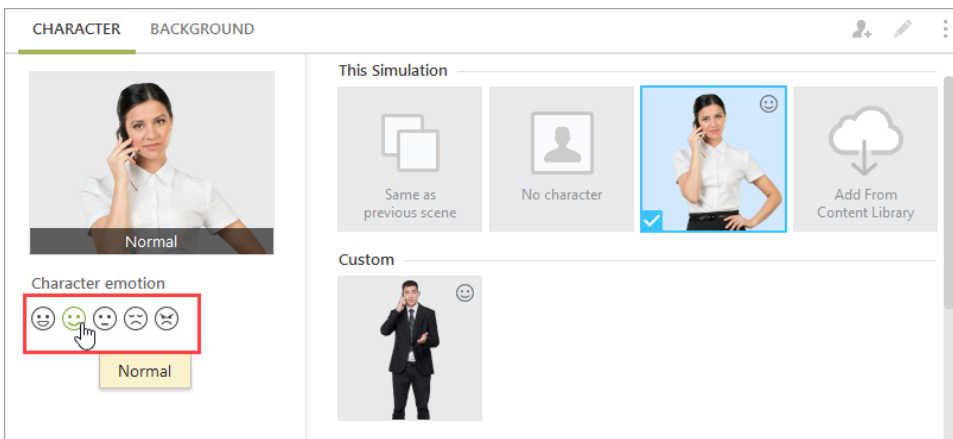 CHARACTER BACKGROUND
This Simulation
Same as
previous scene
No character
Add From
Content Library
Normal
Character emotion
Normal
Custom